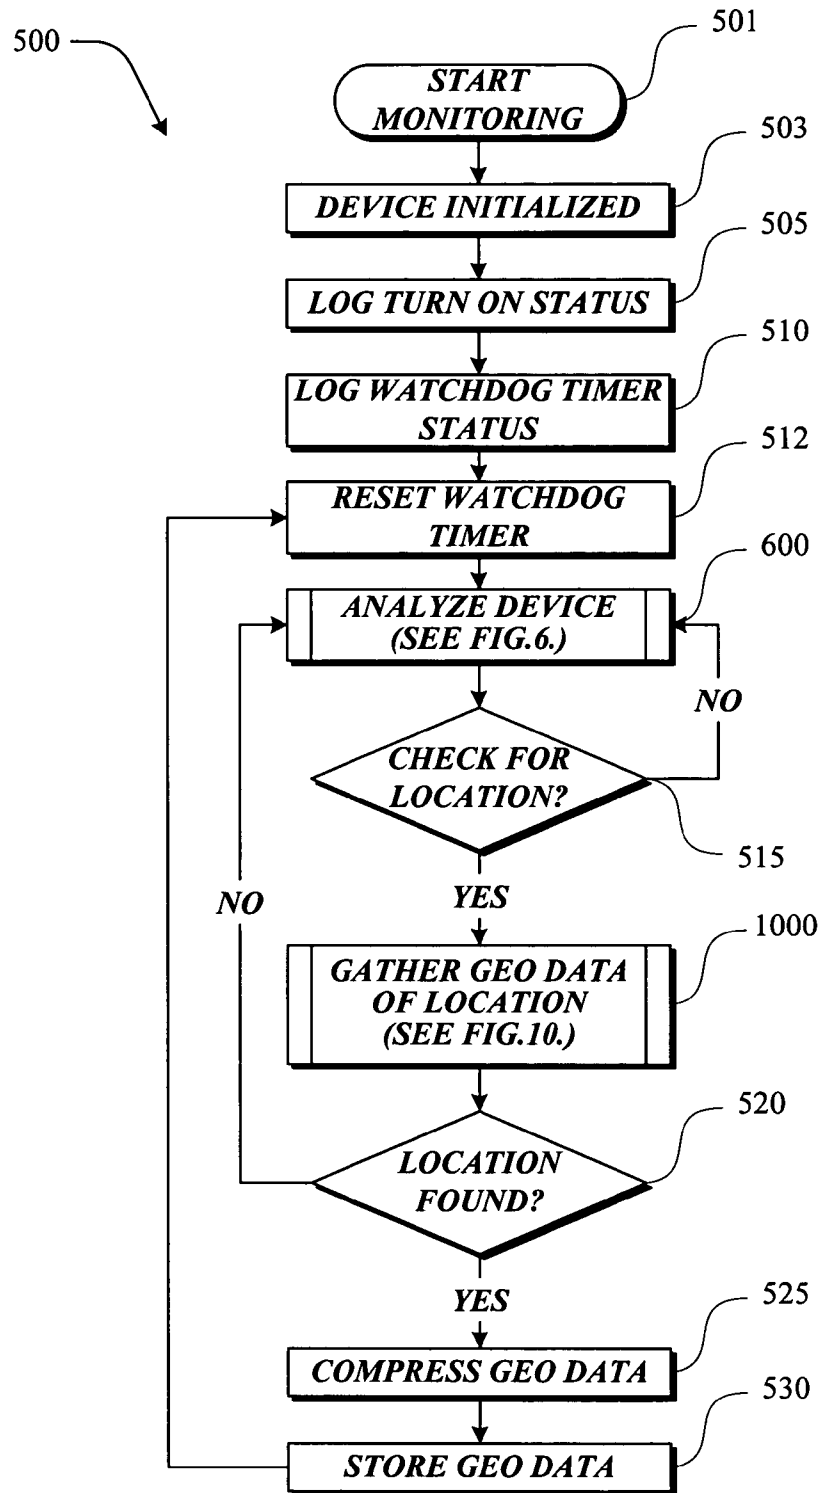 500
501
START
MONITORING
503
DEVICE INITIALIZED
505
LOG TURN ON STATUS
510
LOG WATCHDOG TIMER
STATUS
512
RESET WATCHDOG
TIMER
600
ANALYZE DEVICE
(SEE FIG.6.)
NO
CHECK FOR
LOCATION?
515
YES
NO
1000
GATHER GEO DATA
OF LOCATION
(SEE FIG.10.)
520
LOCATION
FOUND?
YES
525
COMPRESS GEO DATA
530
STORE GEO DATA